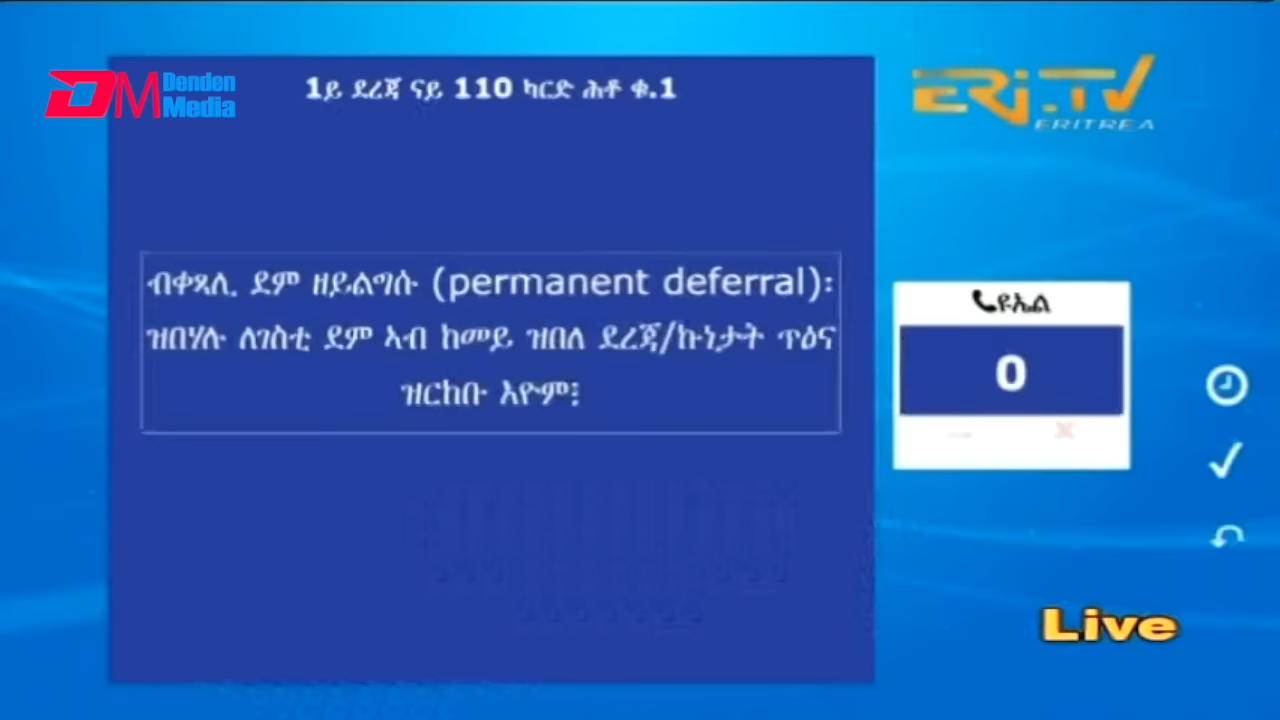 DM Denden Media
1ይ ደረጃ ናይ 110 ካርድ ሕቶ ቁ.1
ERi.TV
ERITREA
ብቀጻሊ ደም ዘይልግሱ (permanent deferral)፡
ዝበሃሉ ለገስቲ ደም ኣብ ከመይ ዝበለ ደረጃ/ኩነታት ጥዕና
ዝርከቡ እዮም፧
ዩኤል
0
Live